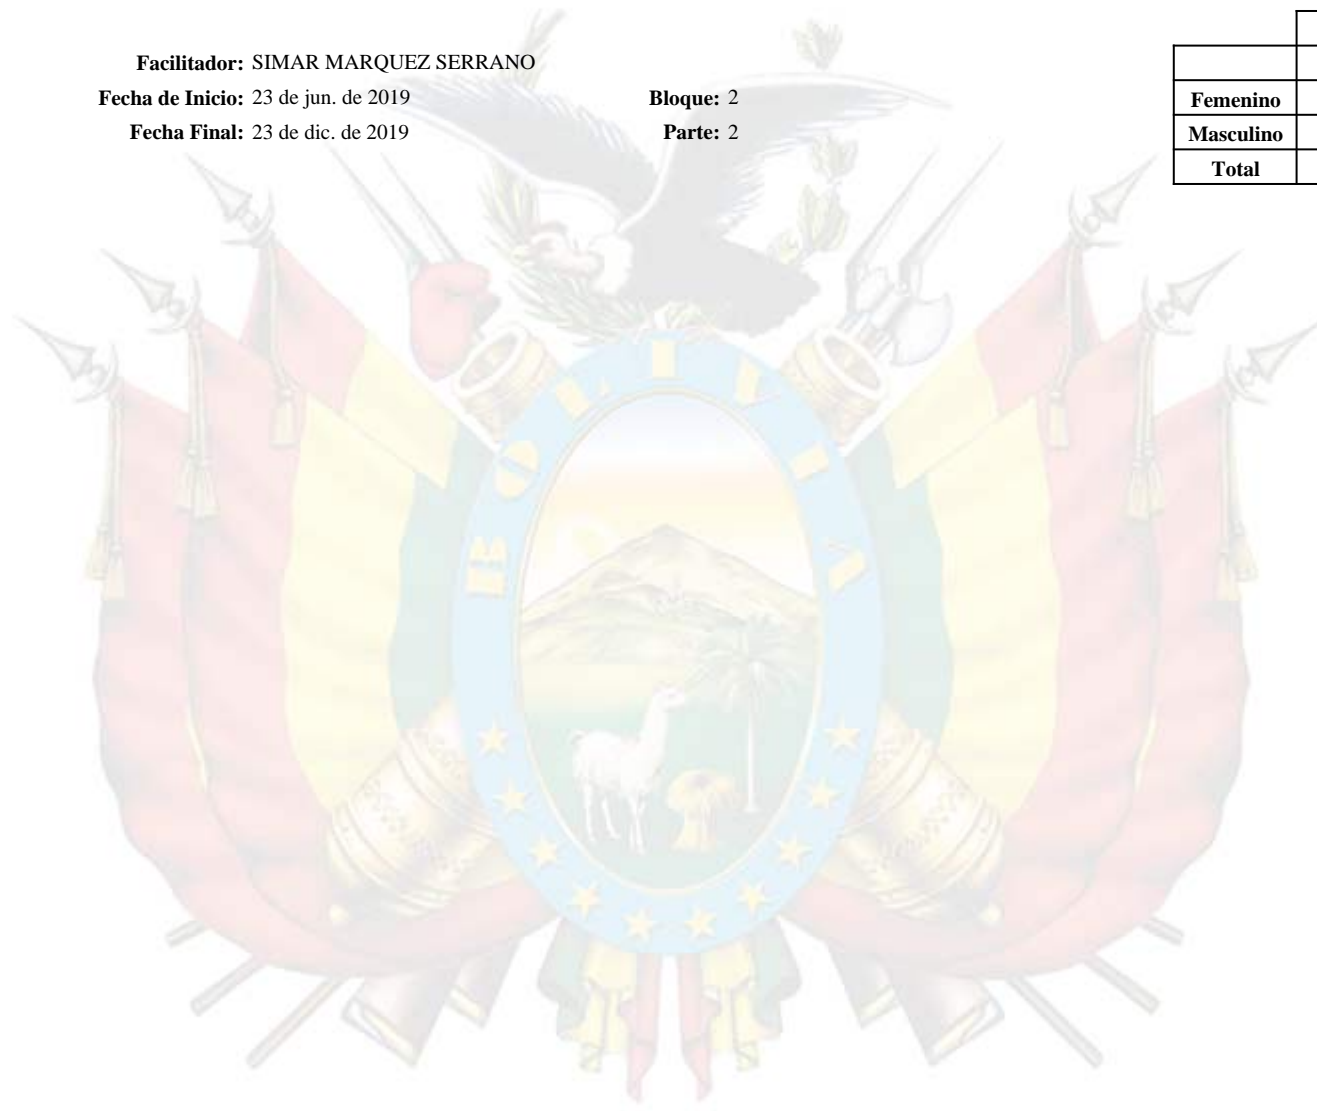 Facilitador: SIMAR MARQUEZ SERRANO
Fecha de Inicio: 23 de jun. de 2019 Bloque: 2
Fecha Final: 23 de dic. de 2019 Parte: 2
Femenino
Masculino
Total
BOLIVIA